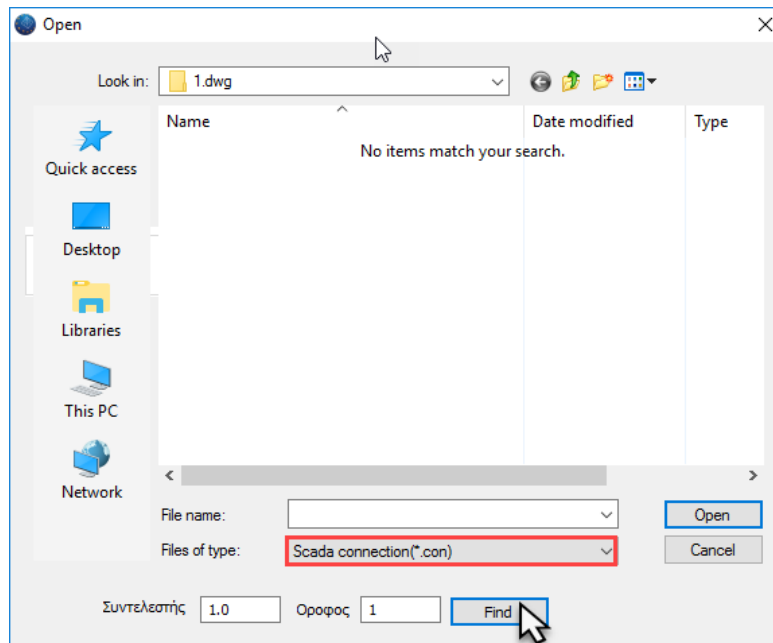 Open
Look in: 1.dwg
Name Date modified Type
No items match your search.
Quick access
Desktop
Libraries
This PC
Network
File name: Open
Files of type: Scada connection(*.con) Cancel
Συντελεστής 1.0 Οροφος 1 Find